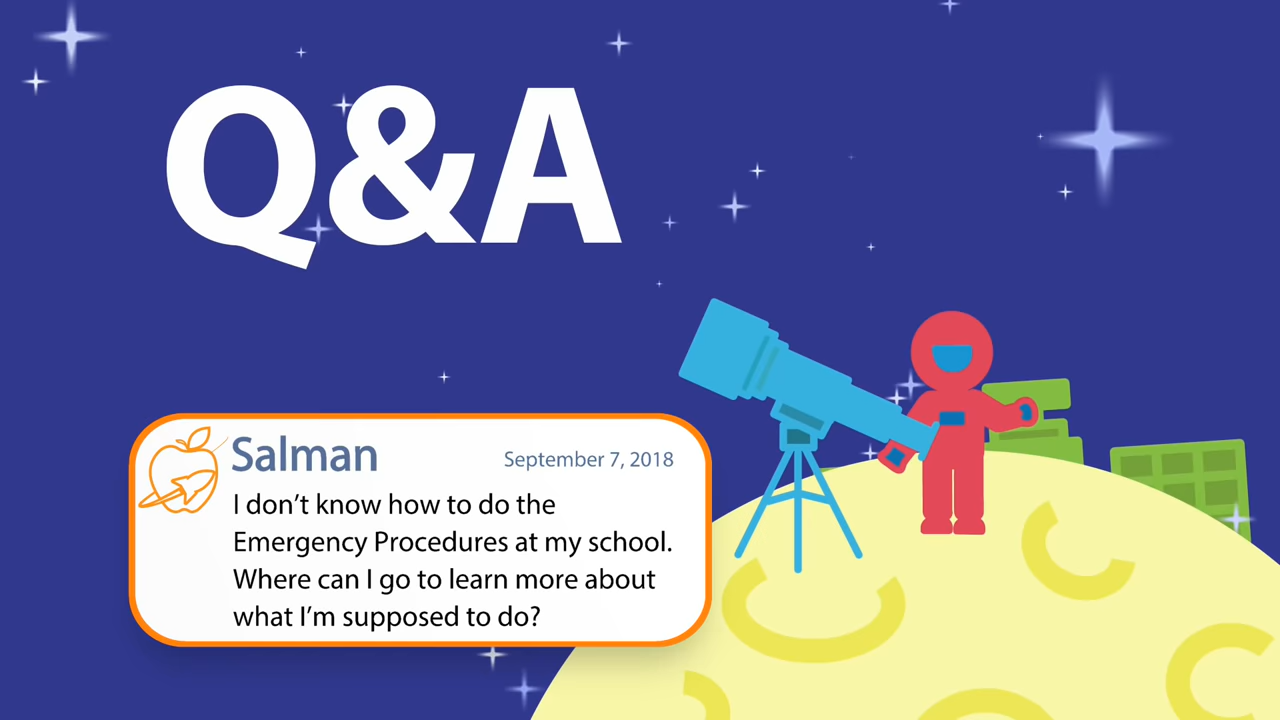 Q&A
Salman
September 7, 2018
I don’t know how to do the
Emergency Procedures at my school.
Where can I go to learn more about
what I’m supposed to do?